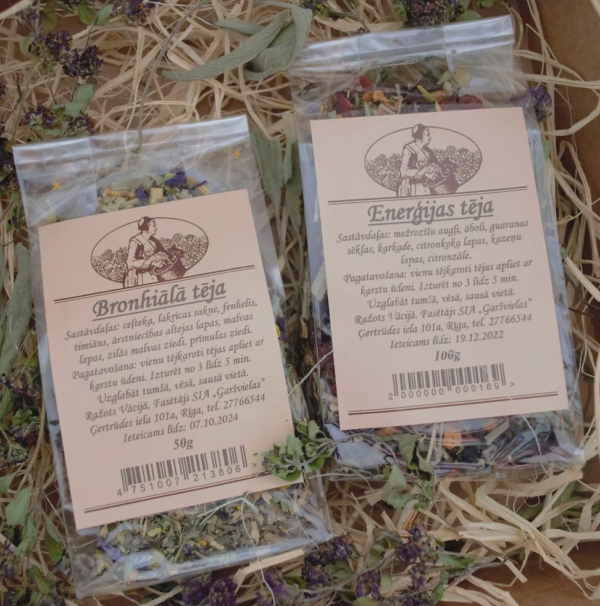 Bronhiālā tēja
Sastāvdaļas: ceļteka, lakricas sakņe, fenhelis,
timiāns, ārstniecības altejas lapas, malvas
lapas, zilās malvas ziedi, prīmulas ziedi.
Pagatavošana: vienu tējkaroti tējas apliet ar
karstu ūdeni. Izturēt no 3 līdz 5 min.
Uzglabāt tumšā, vēsā, sausā vietā.
Ražots Vācijā. Fasētājs SIA „Garšvielas"
Ģertrūdes iela 101a, Rīga, tel. 27766544
Ieteicams līdz: 07.10.2024
50g
4 751007 213806 >
Enerģijas tēja
Sastāvdaļas: mežrozīšu augļi, āboli, guaranas
sēklas, karkade, citronkoka lapas, kazeņu
lapas, citronzāle.
Pagatavošana: vienu tējkaroti tējas apliet ar
karstu ūdeni. Izturēt no 3 līdz 5 min.
Uzglabāt tumšā, vēsā, sausā vietā.
Ražots Vācijā. Fasētājs SIA „Garšvielas"
Ģertrūdes iela 101a, Rīga, tel. 27766544
Ieteicams līdz: 19.12.2022
100g
2 000000 000169 >